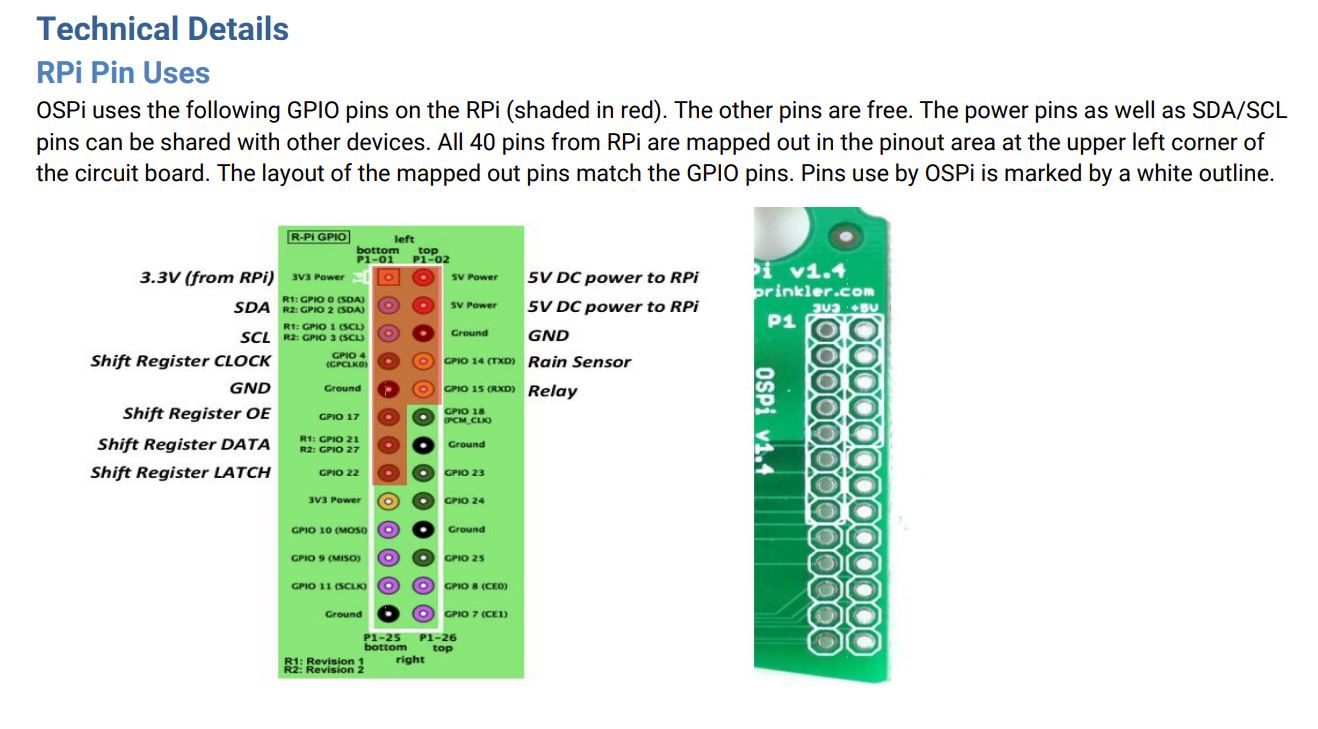 Technical Details
RPi Pin Uses
OSPi uses the following GPIO pins on the RPi (shaded in red). The other pins are free. The power pins as well as SDA/SCL
pins can be shared with other devices. All 40 pins from RPi are mapped out in the pinout area at the upper left corner of
the circuit board. The layout of the mapped out pins match the GPIO pins. Pins use by OSPi is marked by a white outline.
R-Pi GPIO
left
bottom top
P1-01 P1-02
3.3V (from RPi) 3V3 Power 5V Power 5V DC power to RPi
SDA R1: GPIO 0 (SDA)
R2: GPIO 2 (SDA) 5V Power 5V DC power to RPi
SCL R1: GPIO 1 (SCL)
R2: GPIO 3 (SCL) Ground GND
Shift Register CLOCK GPIO 4
(GPCLK0) GPIO 14 (TXD) Rain Sensor
GND Ground GPIO 15 (RXD) Relay
Shift Register OE GPIO 17 GPIO 18
(PCM_CLK)
Shift Register DATA R1: GPIO 21
R2: GPIO 27 Ground
Shift Register LATCH GPIO 22 GPIO 23
3V3 Power GPIO 24
GPIO 10 (MOSI) Ground
GPIO 9 (MISO) GPIO 25
GPIO 11 (SCLK) GPIO 8 (CE0)
Ground GPIO 7 (CE1)
P1-25 P1-26
bottom top
right
R1: Revision 1
R2: Revision 2
Pi v1.4
prinkler.com
3V3 +5V
P1
OSPi v1.4